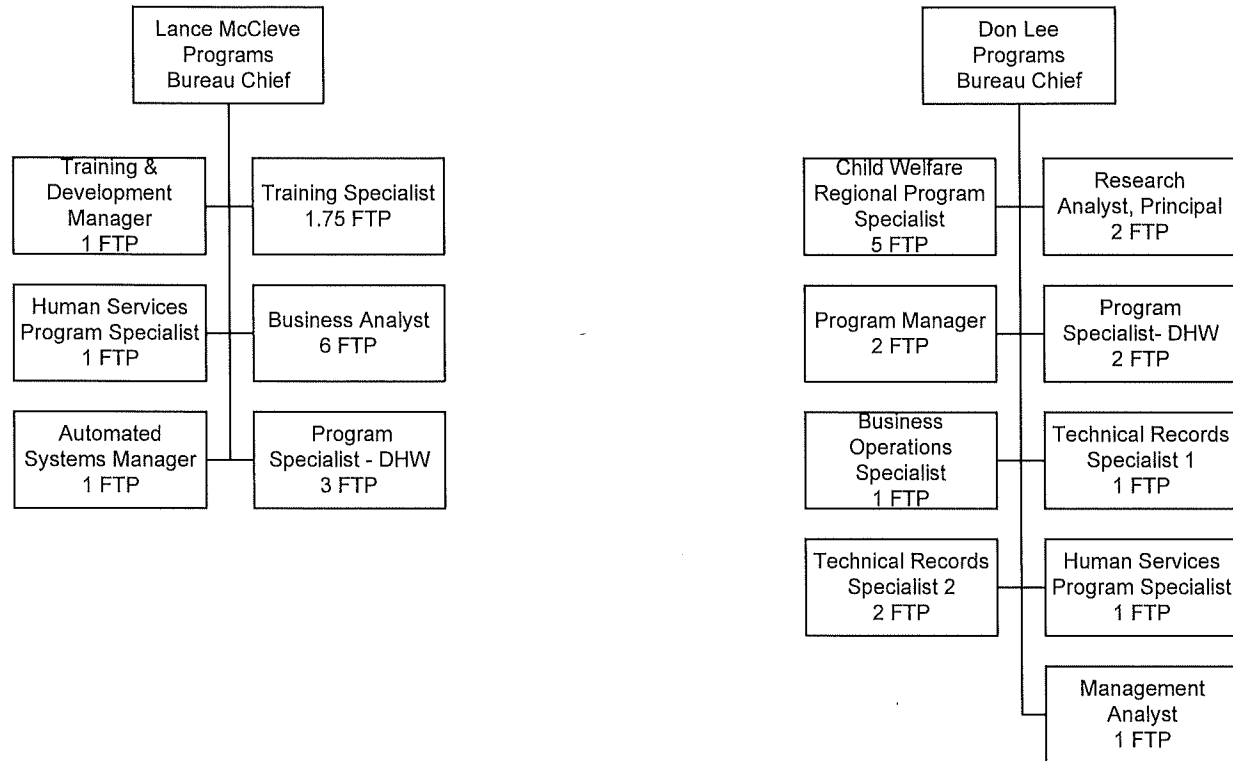 Lance McCleve
Programs
Bureau Chief
Training &
Development
Manager
1 FTP
Training Specialist
1.75 FTP
Human Services
Program Specialist
1 FTP
Business Analyst
6 FTP
Automated
Systems Manager
1 FTP
Program
Specialist - DHW
3 FTP
Don Lee
Programs
Bureau Chief
Child Welfare
Regional Program
Specialist
5 FTP
Research
Analyst, Principal
2 FTP
Program Manager
2 FTP
Program
Specialist- DHW
2 FTP
Business
Operations
Specialist
1 FTP
Technical Records
Specialist 1
1 FTP
Technical Records
Specialist 2
2 FTP
Human Services
Program Specialist
1 FTP
Management
Analyst
1 FTP